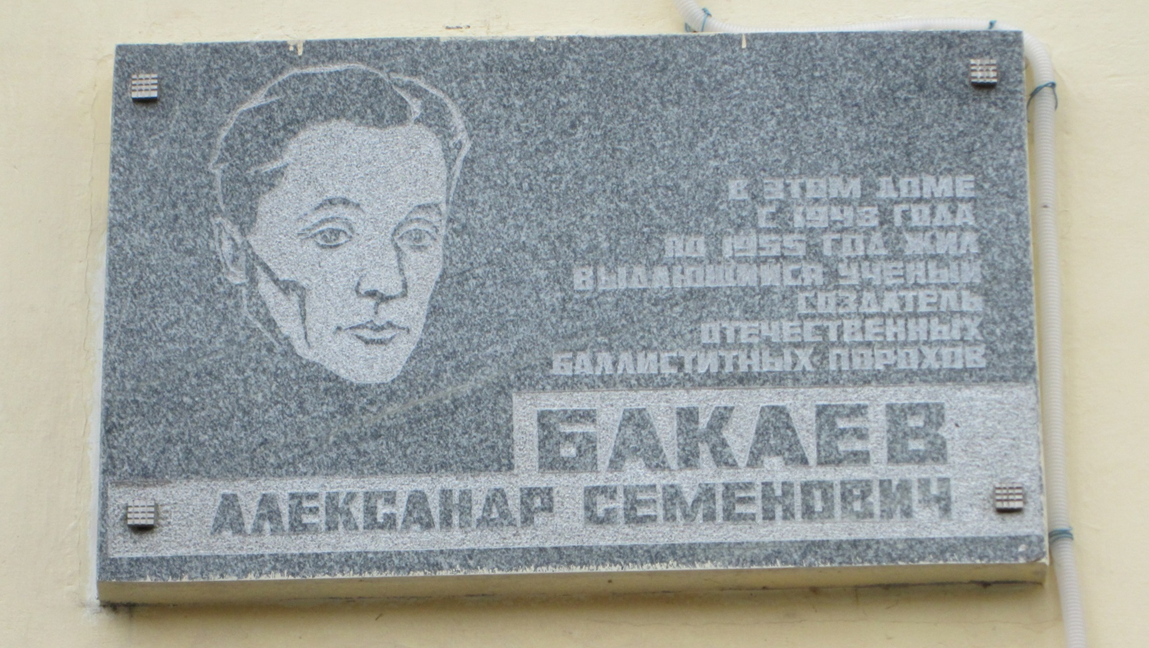 В ЭТОМ ДОМЕ
С 1948 ГОДА
ПО 1955 ГОД ЖИЛ
ВЫДАЮЩИЙСЯ УЧЕНЫЙ
СОЗДАТЕЛЬ
ОТЕЧЕСТВЕННЫХ
БАЛЛИСТИТНЫХ ПОРОХОВ
БАКАЕВ
АЛЕКСАНДР СЕМЕНОВИЧ